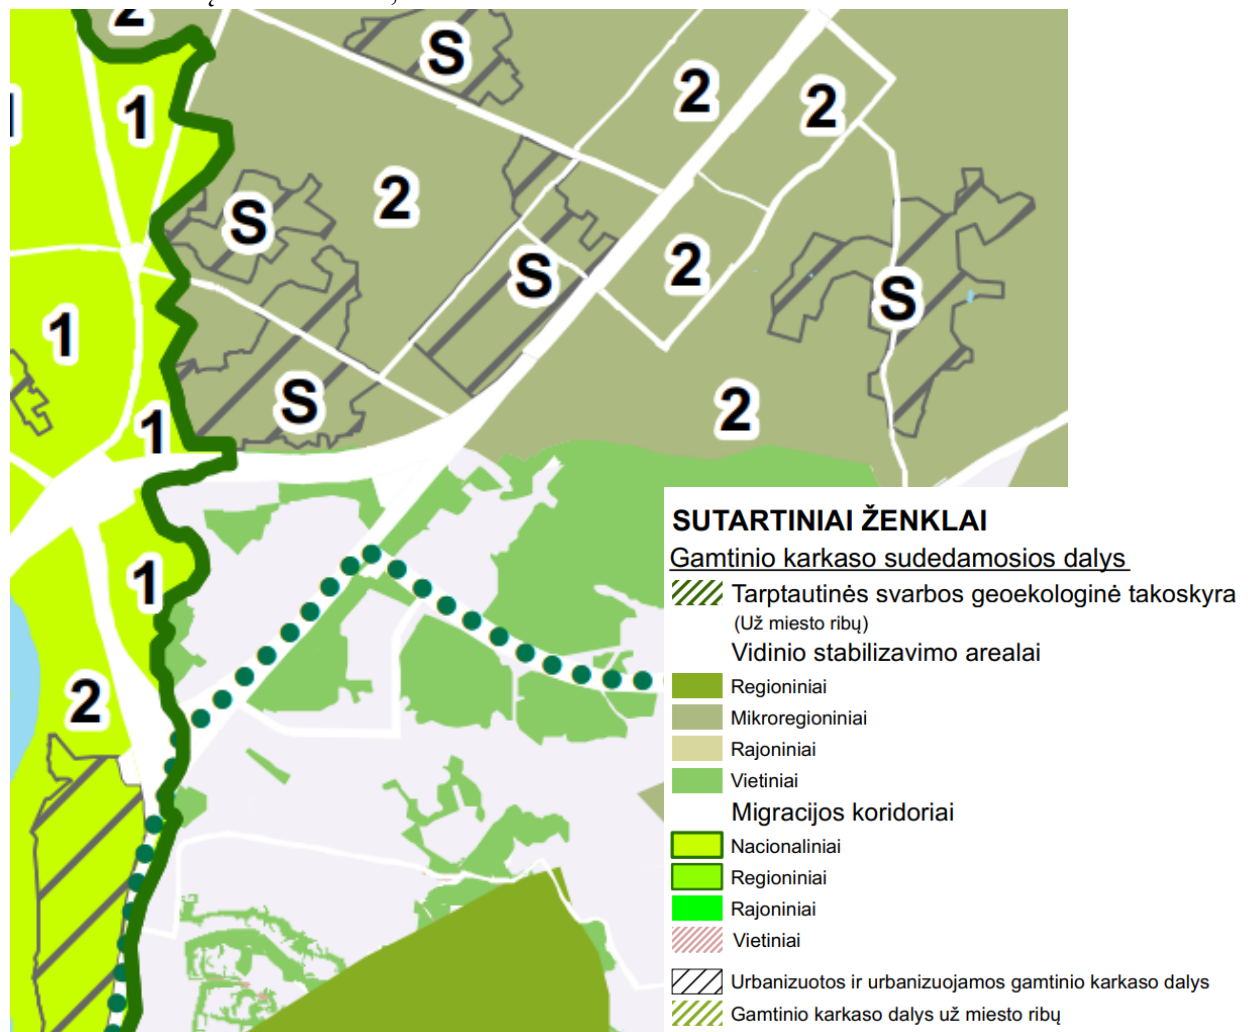 2
S
2
2
1
2
S
S
2
S
1
S
2
1
1
2
SUTARTINIAI ŽENKLAI
Gamtinio karkaso sudedamosios dalys
Tarptautinės svarbos geoekologinė takoskyra
(Už miesto ribų)
Vidinio stabilizavimo arealai
Regioniniai
Mikroregioniniai
Rajoniniai
Vietiniai
Migracijos koridoriai
Nacionaliniai
Regioniniai
Rajoniniai
Vietiniai
Urbanizuotos ir urbanizuojamos gamtinio karkaso dalys
Gamtinio karkaso dalys už miesto ribų